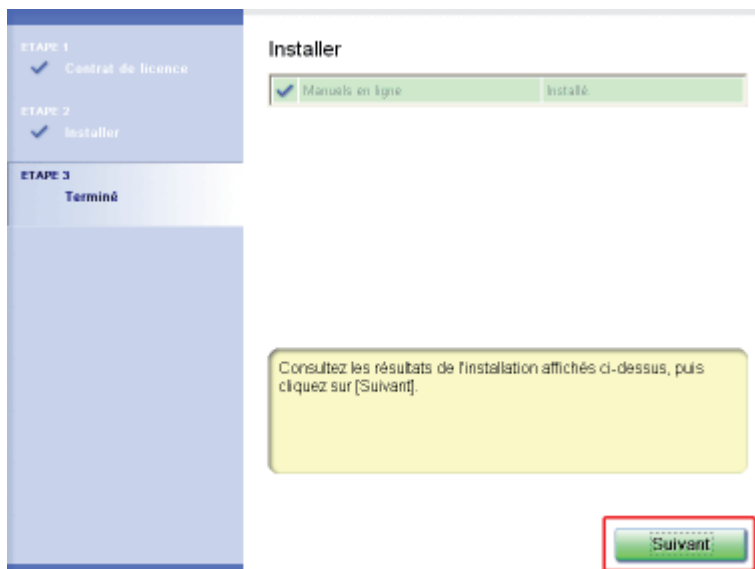 ETAPE 1
Contrat de licence
ETAPE 2
Installer
ETAPE 3
Terminé
Installer
Manuels en ligne
Installé.
Consultez les résultats de l'installation affichés ci-dessus, puis
cliquez sur [Suivant].
Suivant